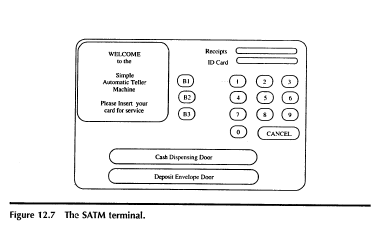 WELCOME
to the
Simple
Automatic Teller
Machine
Please Insert your
card for service
Receipts
ID Card
B1
B2
B3
1 2 3
4 5 6
7 8 9
0 CANCEL
Cash Dispensing Door
Deposit Envelope Door
Figure 12.7 The SATM terminal.